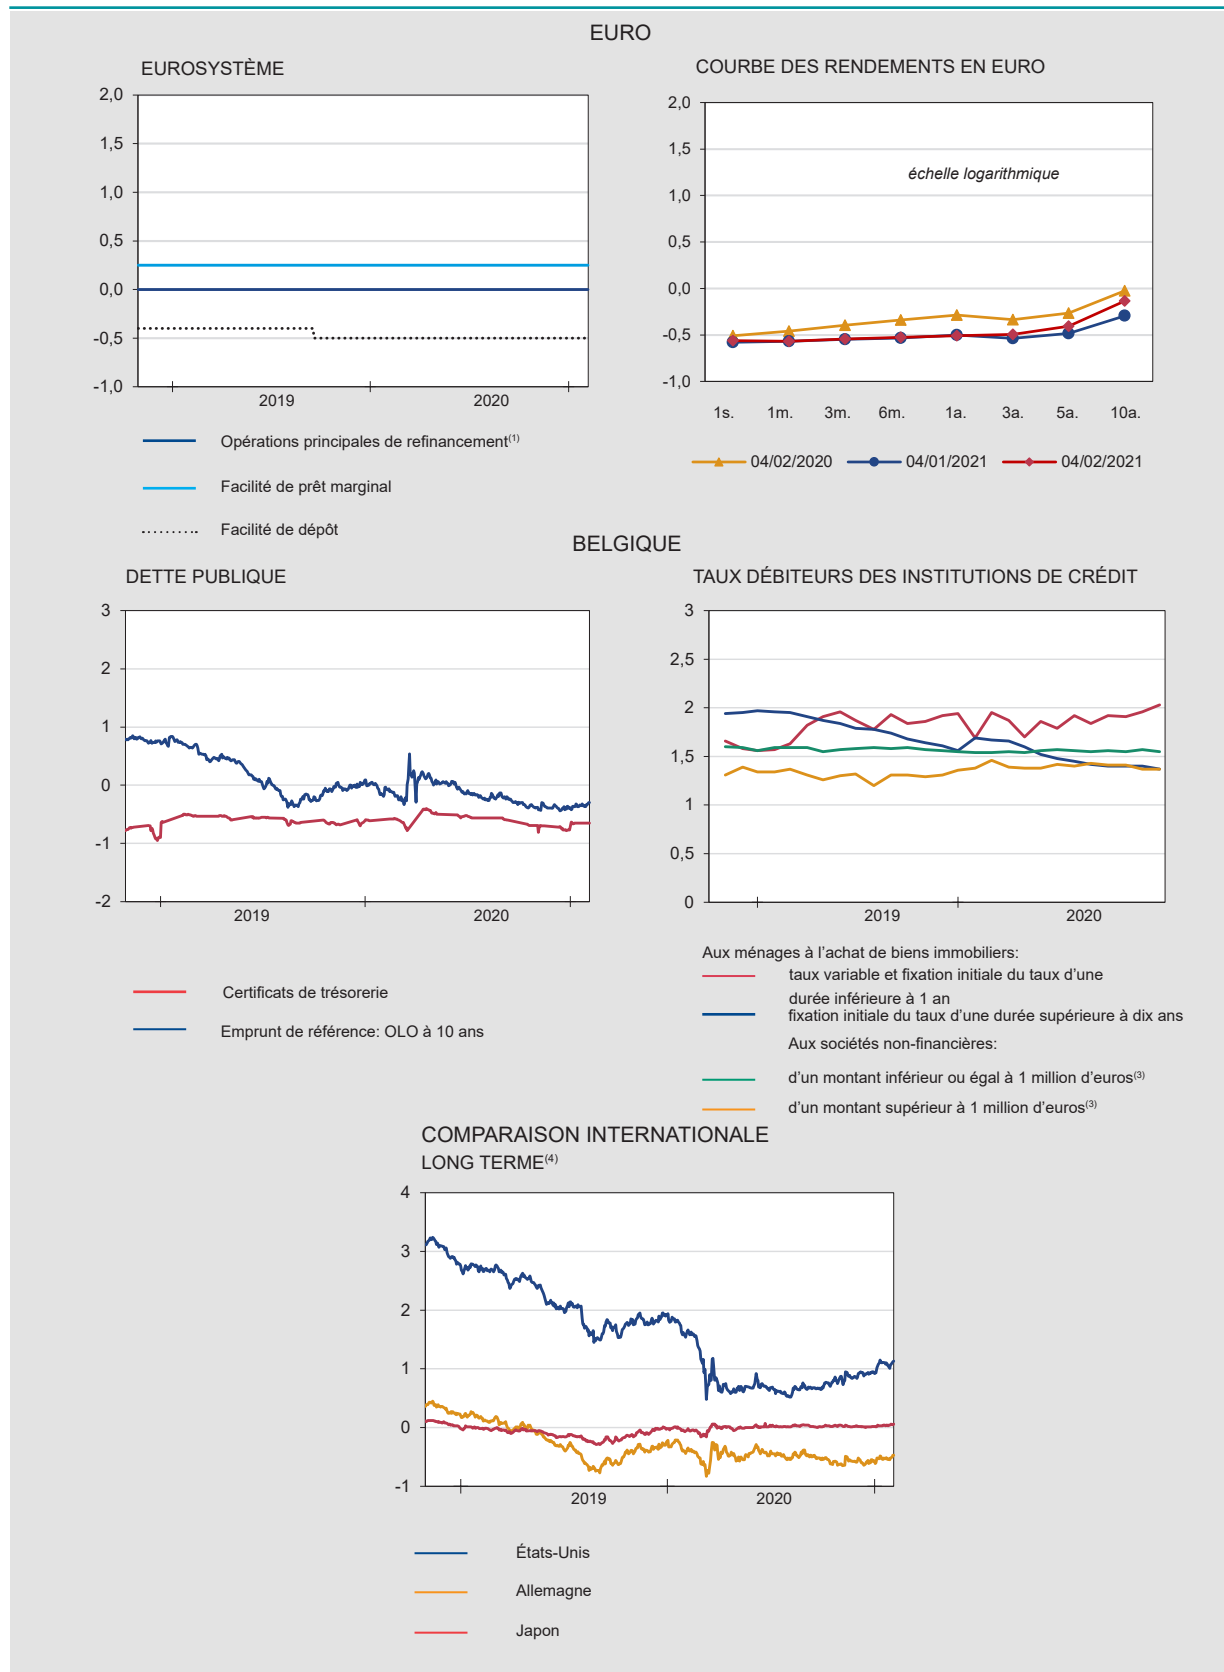 EURO
EUROSYSTÈME
2,0
1,5
1,0
0,5
0,0
-0,5
-1,0
2019
2020
Opérations principales de refinancement(1)
Facilité de prêt marginal
Facilité de dépôt
COURBE DES RENDEMENTS EN EURO
2,0
1,5
1,0
0,5
0,0
-0,5
-1,0
échelle logarithmique
1s. 1m. 3m. 6m. 1a. 3a. 5a. 10a.
04/02/2020 04/01/2021 04/02/2021
BELGIQUE
DETTE PUBLIQUE
3
2
1
0
-1
-2
2019
2020
Certificats de trésorerie
Emprunt de référence: OLO à 10 ans
TAUX DÉBITEURS DES INSTITUTIONS DE CRÉDIT
3
2,5
2
1,5
1
0,5
0
2019
2020
Aux ménages à l’achat de biens immobiliers:
taux variable et fixation initiale du taux d’une
durée inférieure à 1 an
fixation initiale du taux d’une durée supérieure à dix ans
Aux sociétés non-financières:
d’un montant inférieur ou égal à 1 million d’euros(3)
d’un montant supérieur à 1 million d’euros(3)
COMPARAISON INTERNATIONALE
LONG TERME(4)
4
3
2
1
0
-1
2019
2020
États-Unis
Allemagne
Japon